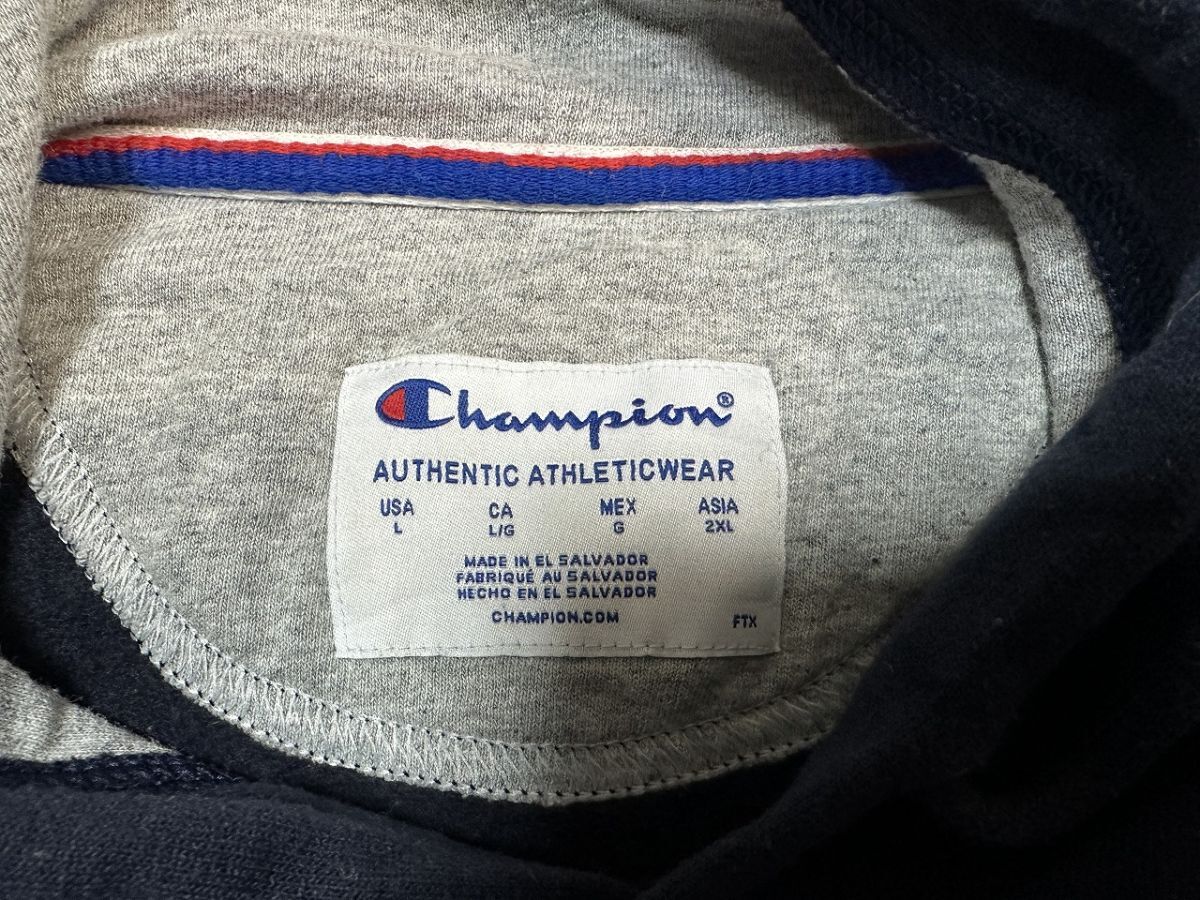 Champion®
AUTHENTIC ATHLETICWEAR
USA CA MEX ASIA
L L/G G 2XL
MADE IN EL SALVADOR
FABRIQUÉ AU SALVADOR
HECHO EN EL SALVADOR
CHAMPION.COM
FTX